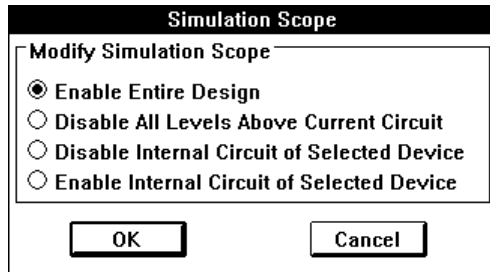 Simulation Scope
Modify Simulation Scope
Enable Entire Design
Disable All Levels Above Current Circuit
Disable Internal Circuit of Selected Device
Enable Internal Circuit of Selected Device
OK
Cancel